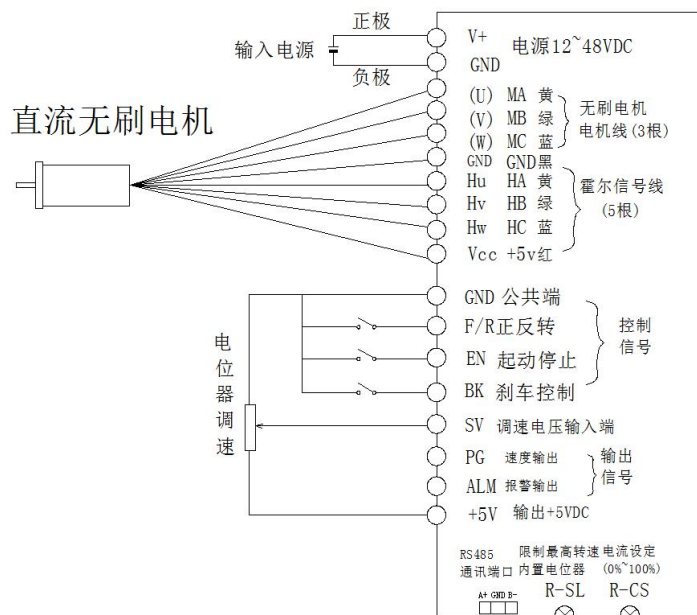 正极
输入电源
负极
V+
电源12~48VDC
GND
直流无刷电机
(U) MA 黄
(V) MB 绿
(W) MC 蓝
无刷电机
电机线(3根)
GND GND黑
Hu HA 黄
Hv HB 绿
Hw HC 蓝
Vcc +5v红
霍尔信号线
(5根)
GND 公共端
F/R正反转
EN 起动停止
BK 刹车控制
控制
信号
电位器调速
SV 调速电压输入端
PG 速度输出
ALM 报警输出
输出
信号
+5V 输出+5VDC
RS485
通讯端口
限制最高转速
内置电位器
电流设定
(0%~100%)
A+ GND B-
R-SL
R-CS